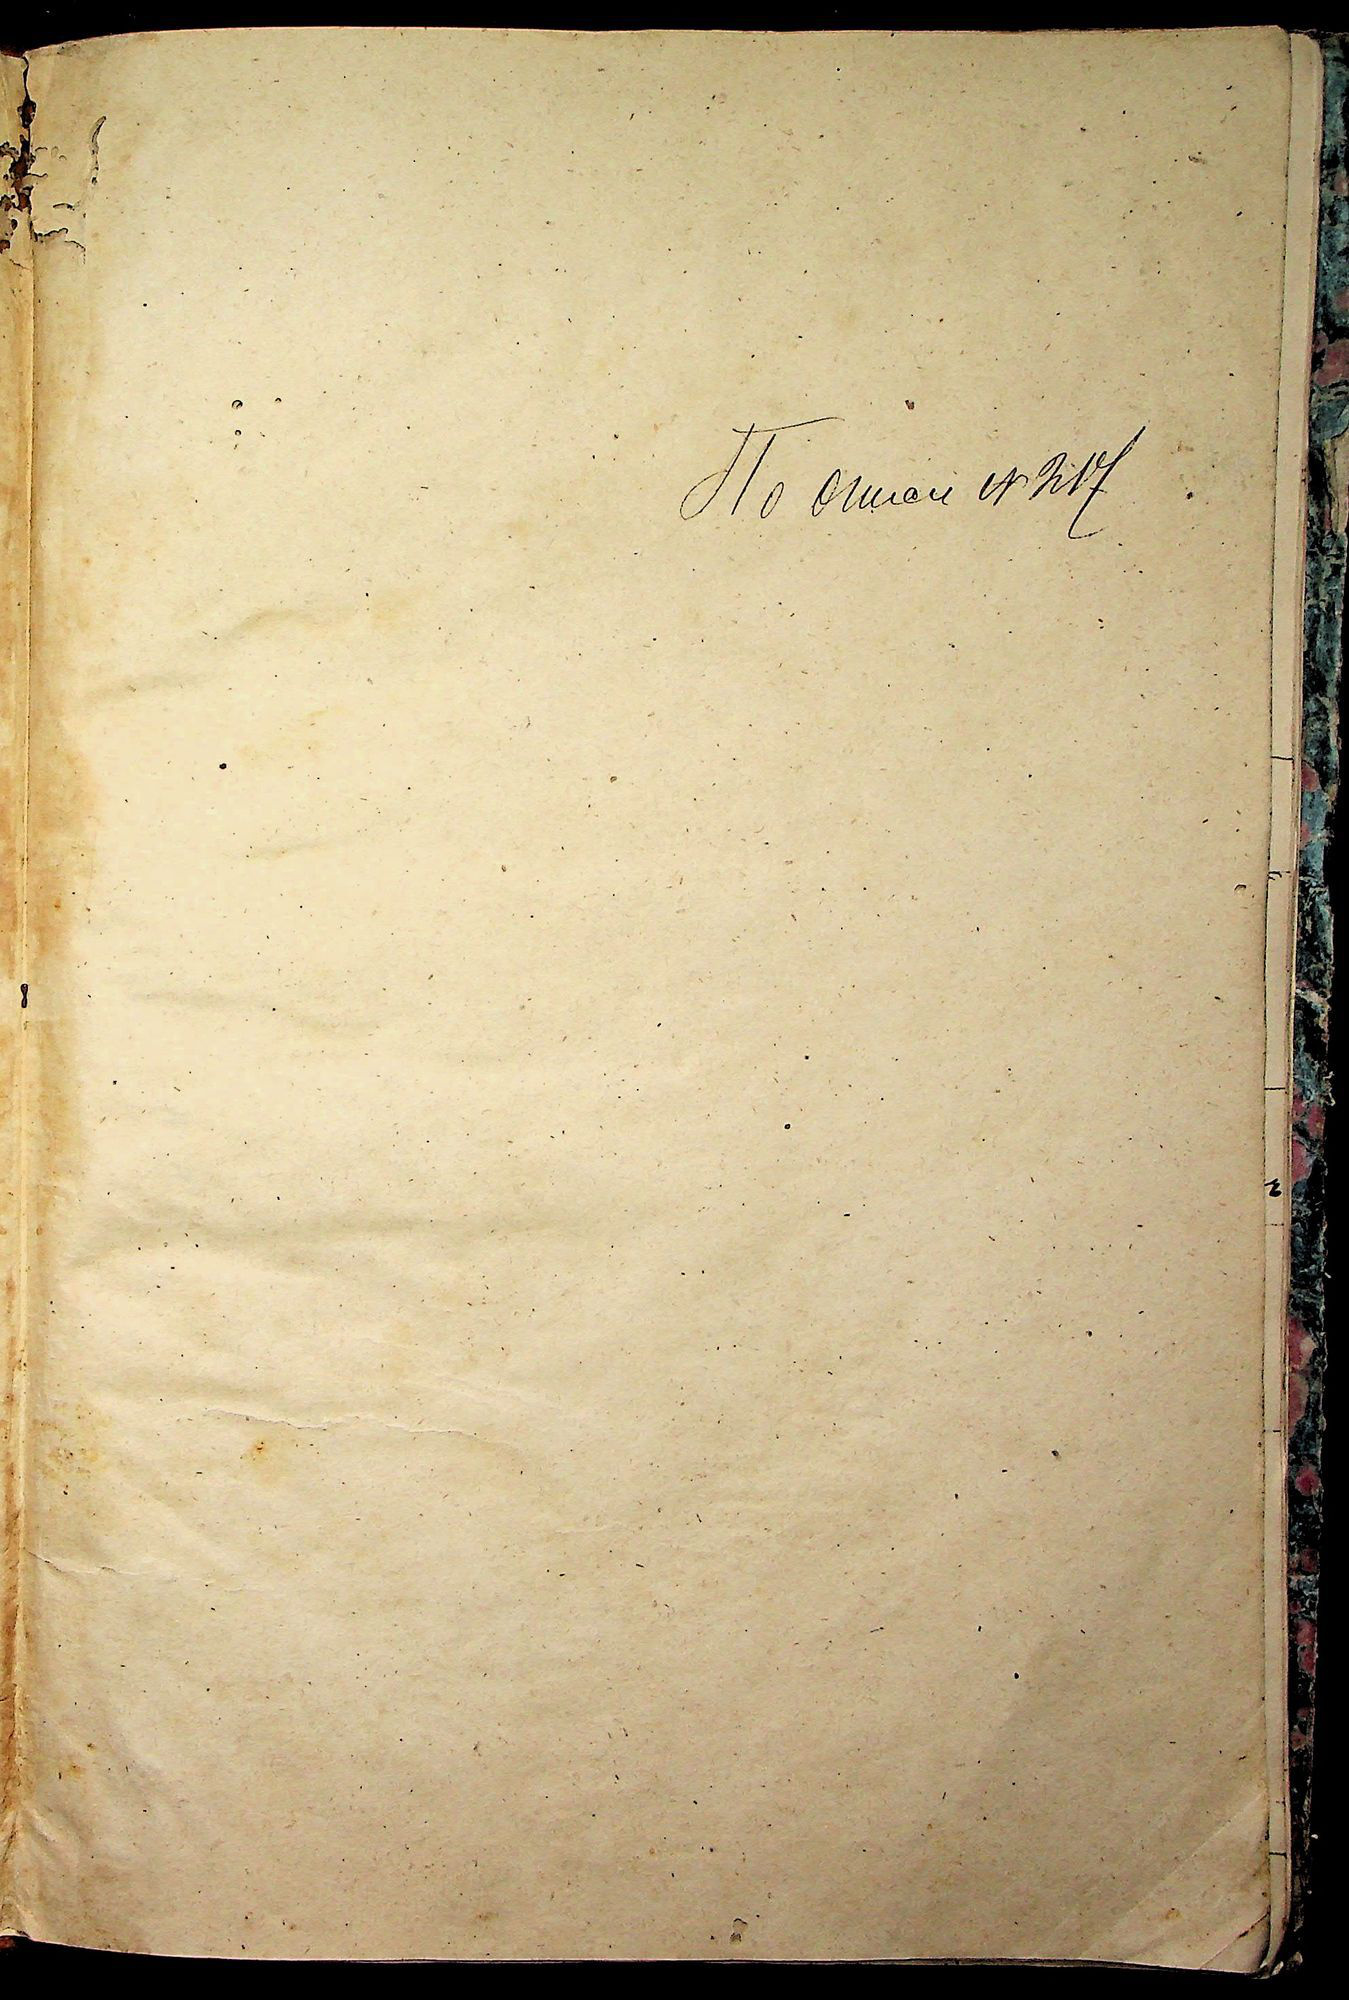 По описи № 217